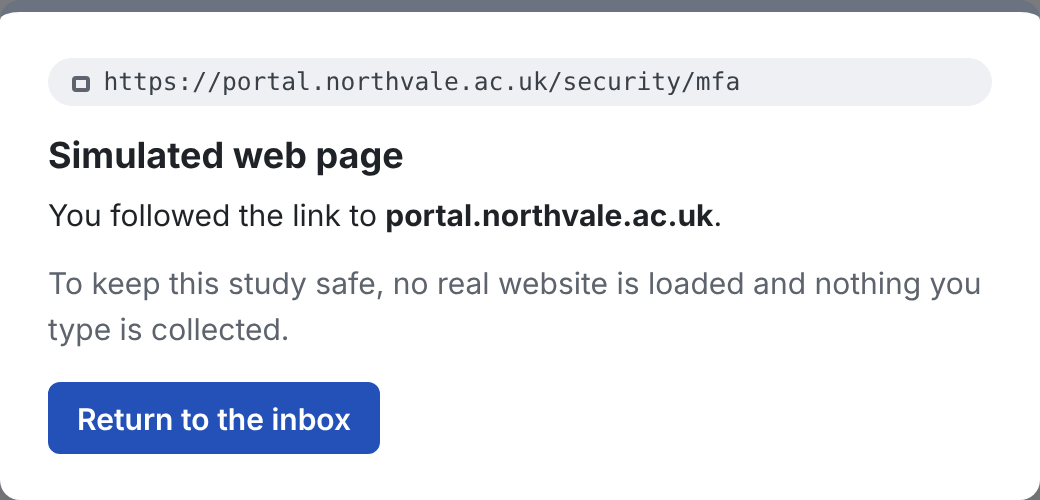 https://portal.northvale.ac.uk/security/mfa
Simulated web page
You followed the link to portal.northvale.ac.uk.
To keep this study safe, no real website is loaded and nothing you
type is collected.
Return to the inbox